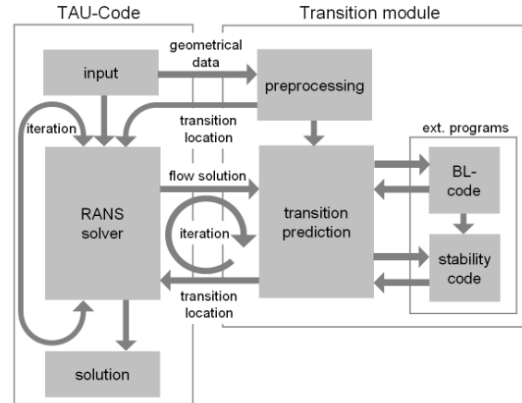 TAU-Code
Transition module
input
geometrical
data
preprocessing
iteration
transition
location
ext. programs
RANS
solver
flow solution
iteration
transition
prediction
BL-
code
stability
code
transition
location
solution